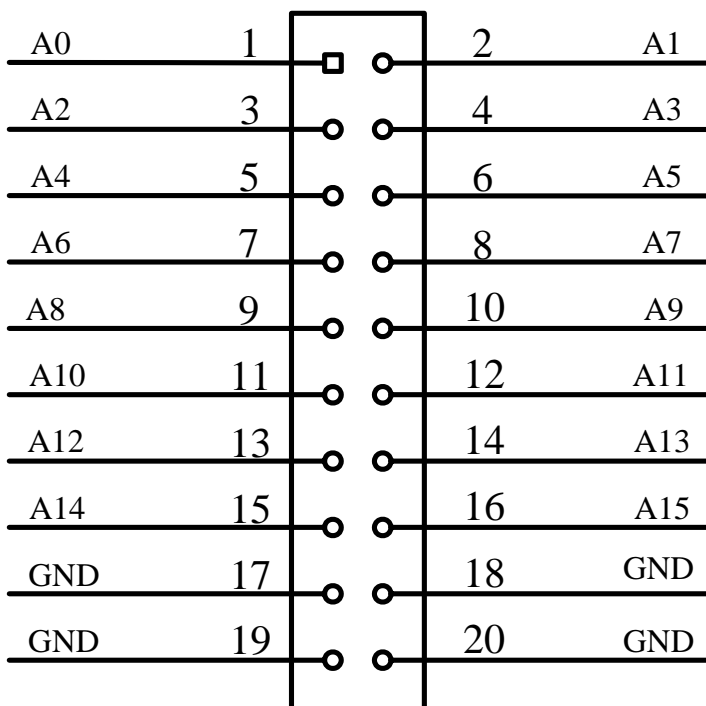 A0 1 2 A1
A2 3 4 A3
A4 5 6 A5
A6 7 8 A7
A8 9 10 A9
A10 11 12 A11
A12 13 14 A13
A14 15 16 A15
GND 17 18 GND
GND 19 20 GND